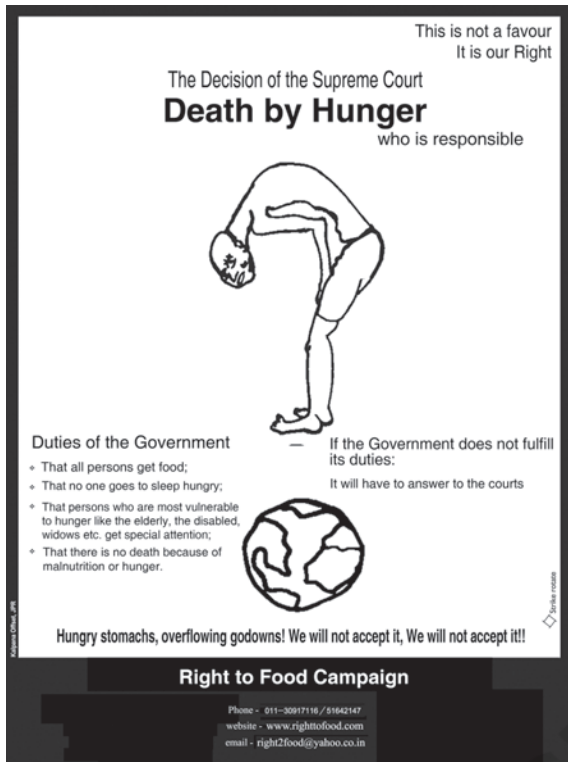 This is not a favour
It is our Right
The Decision of the Supreme Court
Death by Hunger
who is responsible
Duties of the Government
❖ That all persons get food;
❖ That no one goes to sleep hungry;
❖ That persons who are most vulnerable
to hunger like the elderly, the disabled,
widows etc. get special attention;
❖ That there is no death because of
malnutrition or hunger.
If the Government does not fulfill
its duties:
It will have to answer to the courts
Kalpana Offset, JPR
Strike rotate
Hungry stomachs, overflowing godowns! We will not accept it, We will not accept it!!
Right to Food Campaign
Phone - 011-30917116 / 51642147
website - www.righttofood.com
email - right2food@yahoo.co.in